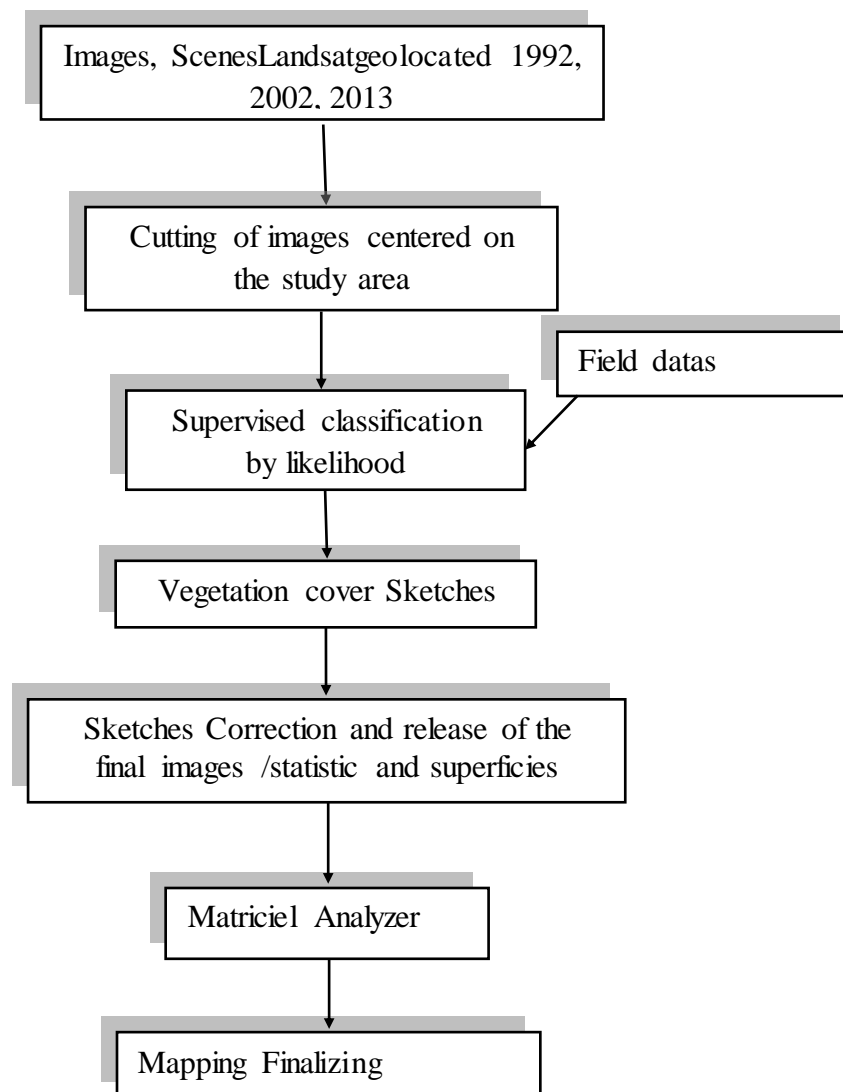 Images, ScenesLandsatgeolocated 1992,
2002, 2013
Cutting of images centered on
the study area
Field datas
Supervised classification
by likelihood
Vegetation cover Sketches
Sketches Correction and release of the
final images /statistic and superficies
Matriciel Analyzer
Mapping Finalizing